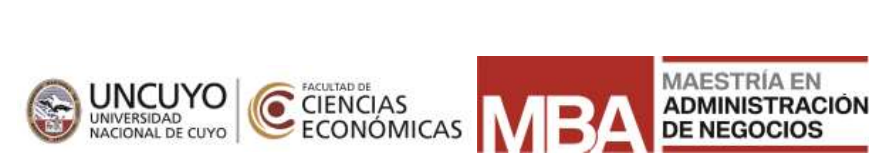 UNCUYO
UNIVERSIDAD
NACIONAL DE CUYO
FACULTAD DE
CIENCIAS
ECONÓMICAS
MBA
MAESTRÍA EN
ADMINISTRACIÓN
DE NEGOCIOS